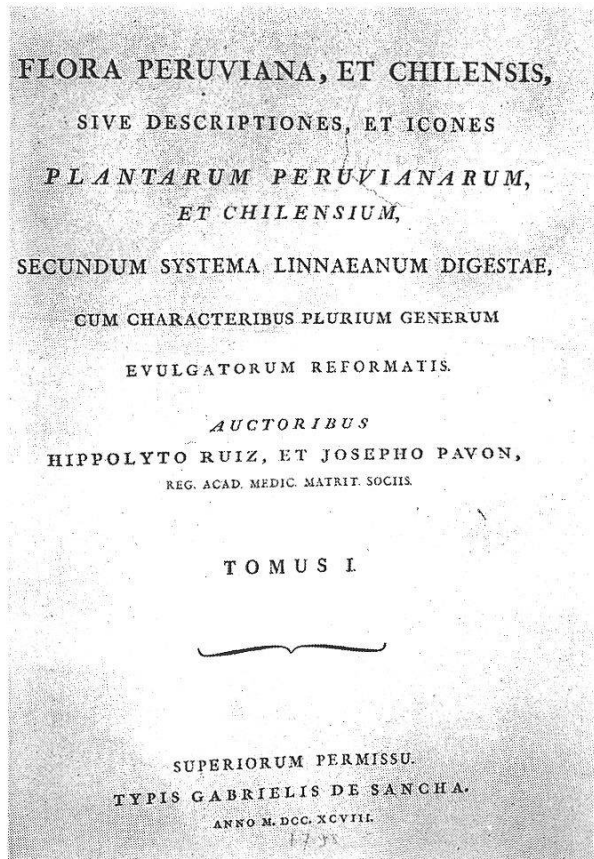 FLORA PERUVIANA, ET CHILENSIS,
SIVE DESCRIPTIONES, ET ICONES
PLANTARUM PERUVIANARUM,
ET CHILENSIUM,
SECUNDUM SYSTEMA LINNAEANUM DIGESTAE,
CUM CHARACTERIBUS PLURIUM GENERUM
EVULGATORUM REFORMATIS.
AUCTORIBUS
HIPPOLYTO RUIZ, ET JOSEPHO PAVON,
REG. ACAD. MEDIC. MATRIT. SOCIIS.
TOMUS I.
SUPERIORUM PERMISSU.
TYPIS GABRIELIS DE SANCHA.
ANNO M. DCC. XCVIII.